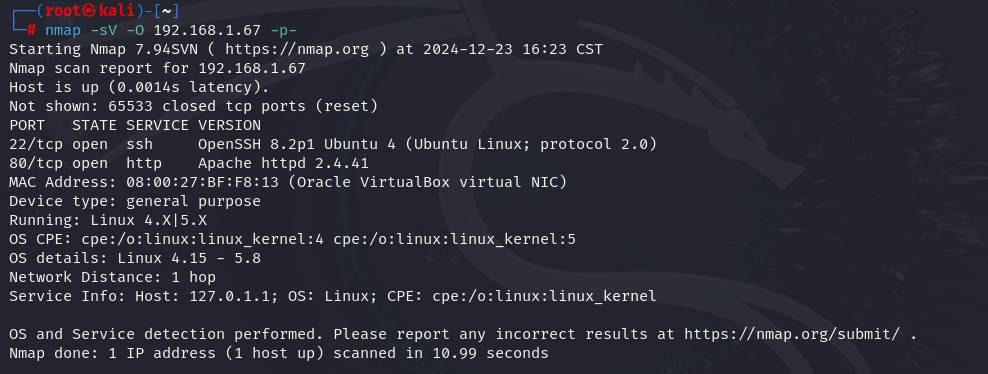 ┌──(root㉿kali)-[~]
└─# nmap -sV -O 192.168.1.67 -p-
Starting Nmap 7.94SVN ( https://nmap.org ) at 2024-12-23 16:23 CST
Nmap scan report for 192.168.1.67
Host is up (0.0014s latency).
Not shown: 65533 closed tcp ports (reset)
PORT   STATE SERVICE VERSION
22/tcp open  ssh     OpenSSH 8.2p1 Ubuntu 4 (Ubuntu Linux; protocol 2.0)
80/tcp open  http    Apache httpd 2.4.41
MAC Address: 08:00:27:BF:F8:13 (Oracle VirtualBox virtual NIC)
Device type: general purpose
Running: Linux 4.X|5.X
OS CPE: cpe:/o:linux:linux_kernel:4 cpe:/o:linux:linux_kernel:5
OS details: Linux 4.15 - 5.8
Network Distance: 1 hop
Service Info: Host: 127.0.1.1; OS: Linux; CPE: cpe:/o:linux:linux_kernel
OS and Service detection performed. Please report any incorrect results at https://nmap.org/submit/ .
Nmap done: 1 IP address (1 host up) scanned in 10.99 seconds